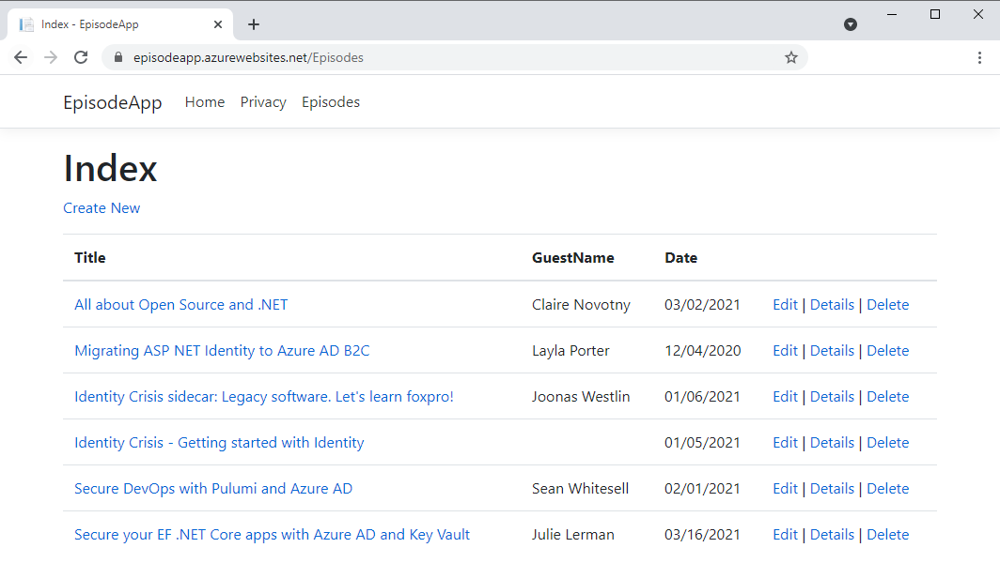 Index - EpisodeApp
episodeapp.azurewebsites.net/Episodes
EpisodeApp Home Privacy Episodes
Index
Create New
Title GuestName Date
All about Open Source and .NET Claire Novotny 03/02/2021 Edit | Details | Delete
Migrating ASP NET Identity to Azure AD B2C Layla Porter 12/04/2020 Edit | Details | Delete
Identity Crisis sidecar: Legacy software. Let's learn foxpro! Joonas Westlin 01/06/2021 Edit | Details | Delete
Identity Crisis - Getting started with Identity 01/05/2021 Edit | Details | Delete
Secure DevOps with Pulumi and Azure AD Sean Whitesell 02/01/2021 Edit | Details | Delete
Secure your EF .NET Core apps with Azure AD and Key Vault Julie Lerman 03/16/2021 Edit | Details | Delete